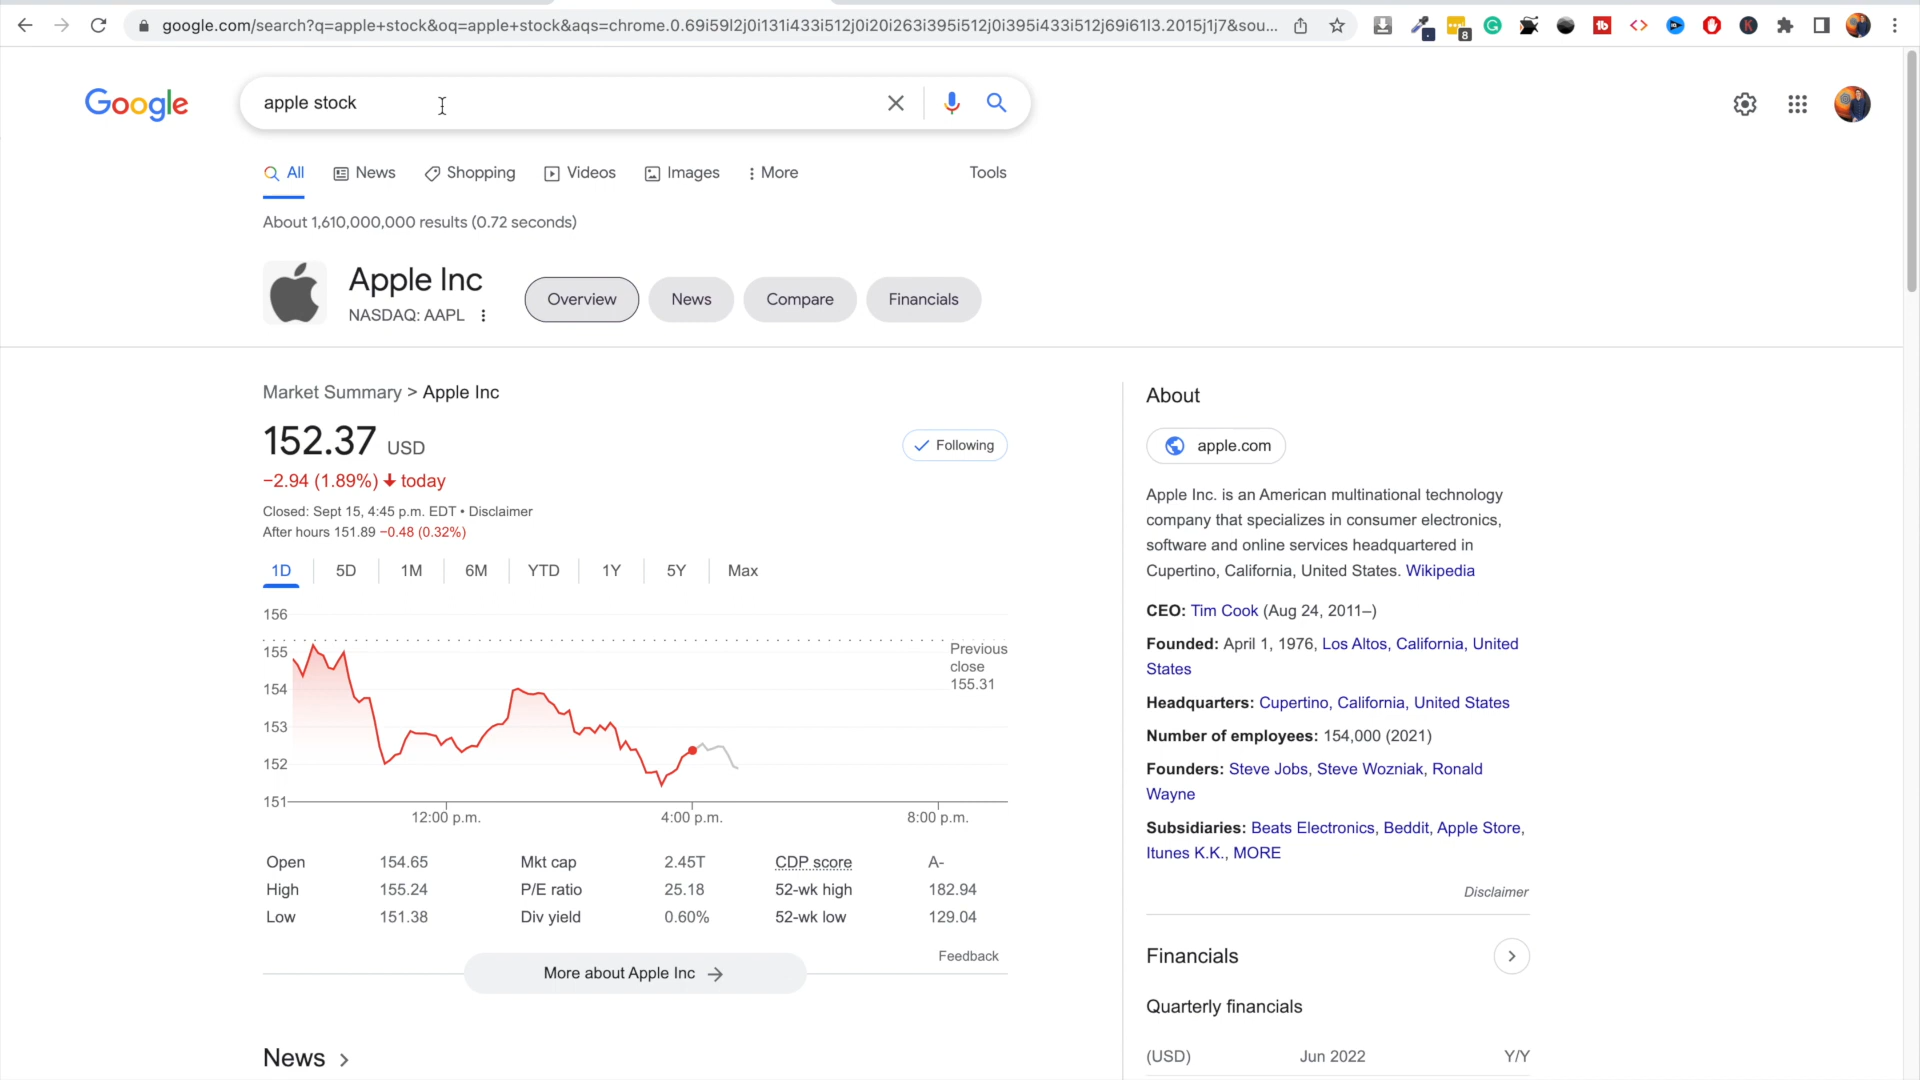 google.com/search?q=apple+stock&oq=apple+stock&aqs=chrome.0.69i59l2j0i131i433i512j0i20i263i395i512j0i395i433i512j69i61l3.2015j1j7&sou...
8
Google
apple stock
All News Shopping Videos Images More Tools
About 1,610,000,000 results (0.72 seconds)
Apple Inc
NASDAQ: AAPL
Overview News Compare Financials
Market Summary > Apple Inc
152.37 USD
Following
−2.94 (1.89%) today
Closed: Sept 15, 4:45 p.m. EDT • Disclaimer
After hours 151.89 −0.48 (0.32%)
1D 5D 1M 6M YTD 1Y 5Y Max
156
155
154
153
152
151
Previous
close
155.31
12:00 p.m. 4:00 p.m. 8:00 p.m.
Open 154.65 Mkt cap 2.45T CDP score A-
High 155.24 P/E ratio 25.18 52-wk high 182.94
Low 151.38 Div yield 0.60% 52-wk low 129.04
Feedback
More about Apple Inc
News
About
apple.com
Apple Inc. is an American multinational technology
company that specializes in consumer electronics,
software and online services headquartered in
Cupertino, California, United States. Wikipedia
CEO: Tim Cook (Aug 24, 2011–)
Founded: April 1, 1976, Los Altos, California, United
States
Headquarters: Cupertino, California, United States
Number of employees: 154,000 (2021)
Founders: Steve Jobs, Steve Wozniak, Ronald
Wayne
Subsidiaries: Beats Electronics, Beddit, Apple Store,
Itunes K.K., MORE
Disclaimer
Financials
Quarterly financials
(USD) Jun 2022 Y/Y